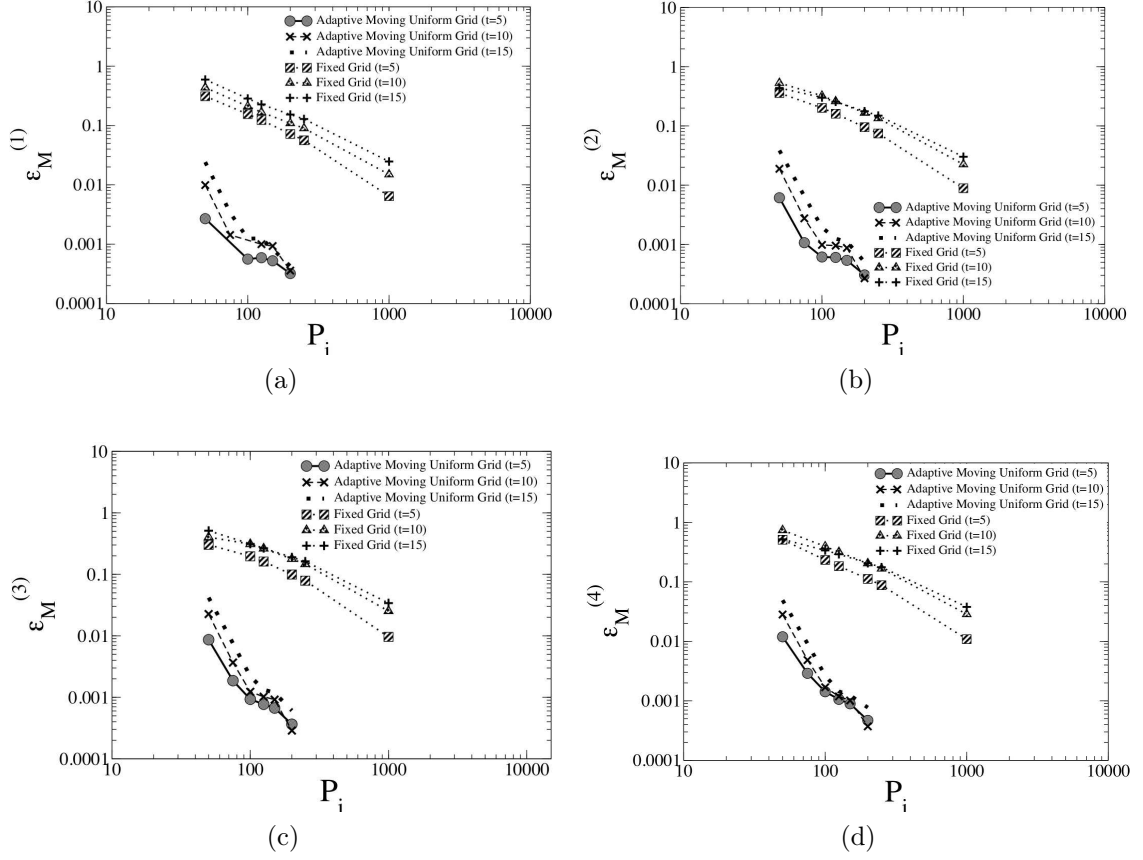 10
1
0.1
0.01
0.001
0.0001
10 100 1000 10000
P_i
ε_M^(1)
Adaptive Moving Uniform Grid (t=5)
Adaptive Moving Uniform Grid (t=10)
Adaptive Moving Uniform Grid (t=15)
Fixed Grid (t=5)
Fixed Grid (t=10)
Fixed Grid (t=15)
(a)
10
1
0.1
0.01
0.001
0.0001
10 100 1000 10000
P_i
ε_M^(2)
Adaptive Moving Uniform Grid (t=5)
Adaptive Moving Uniform Grid (t=10)
Adaptive Moving Uniform Grid (t=15)
Fixed Grid (t=5)
Fixed Grid (t=10)
Fixed Grid (t=15)
(b)
10
1
0.1
0.01
0.001
0.0001
10 100 1000 10000
P_i
ε_M^(3)
Adaptive Moving Uniform Grid (t=5)
Adaptive Moving Uniform Grid (t=10)
Adaptive Moving Uniform Grid (t=15)
Fixed Grid (t=5)
Fixed Grid (t=10)
Fixed Grid (t=15)
(c)
10
1
0.1
0.01
0.001
0.0001
10 100 1000 10000
P_i
ε_M^(4)
Adaptive Moving Uniform Grid (t=5)
Adaptive Moving Uniform Grid (t=10)
Adaptive Moving Uniform Grid (t=15)
Fixed Grid (t=5)
Fixed Grid (t=10)
Fixed Grid (t=15)
(d)